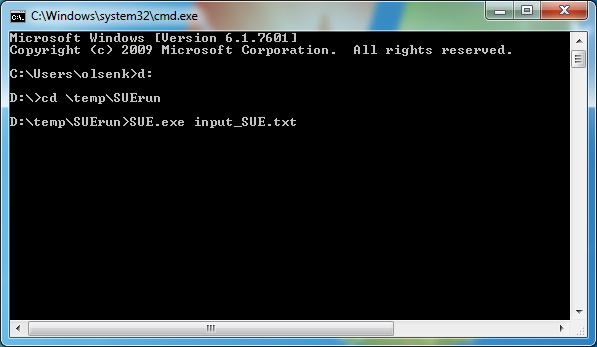 C:\Windows\system32\cmd.exe
Microsoft Windows [Version 6.1.7601]
Copyright (c) 2009 Microsoft Corporation.  All rights reserved.
C:\Users\olsenk>d:
D:\>cd \temp\SUErun
D:\temp\SUErun>SUE.exe input_SUE.txt